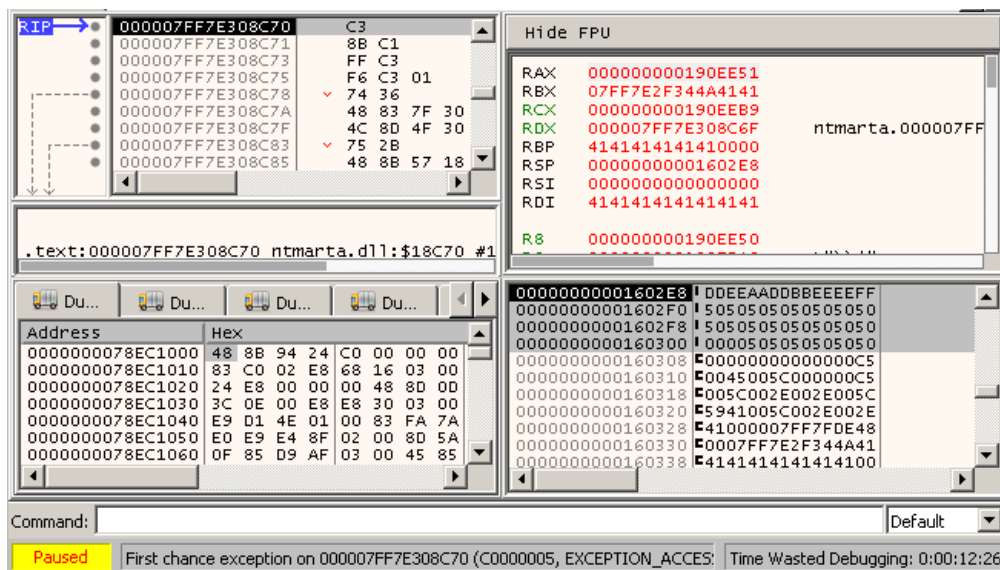 RIP
000007FF7E308C70 C3
000007FF7E308C71 8B C1
000007FF7E308C73 FF C3
000007FF7E308C75 F6 C3 01
000007FF7E308C78 74 36
000007FF7E308C7A 48 83 7F 30
000007FF7E308C7F 4C 8D 4F 30
000007FF7E308C83 75 2B
000007FF7E308C85 48 8B 57 18
.text:000007FF7E308C70 ntmarta.dll:$18C70 #1
Hide FPU
RAX 000000000190EE51
RBX 07FF7E2F344A4141
RCX 000000000190EEB9
RDX 000007FF7E308C6F ntmarta.000007FF
RBP 4141414141410000
RSP 00000000001602E8
RSI 0000000000000000
RDI 4141414141414141
R8 000000000190EE50
Du...
Du...
Du...
Du...
Address Hex
0000000078EC1000 48 8B 94 24 C0 00 00 00
0000000078EC1010 83 C0 02 E8 68 16 03 00
0000000078EC1020 24 E8 00 00 00 48 8D 0D
0000000078EC1030 3C 0E 00 E8 E8 30 03 00
0000000078EC1040 E9 D1 4E 01 00 83 FA 7A
0000000078EC1050 E0 E9 E4 8F 02 00 8D 5A
0000000078EC1060 0F 85 D9 AF 03 00 45 85
00000000001602E8 DDEEAADDBBEEEEFF
00000000001602F0 5050505050505050
00000000001602F8 5050505050505050
0000000000160300 0000505050505050
0000000000160308 00000000000000C5
0000000000160310 0045005C000000C5
0000000000160318 005C002E002E005C
0000000000160320 5941005C002E002E
0000000000160328 41000007FF7FDE48
0000000000160330 0007FF7E2F344A41
0000000000160338 4141414141414100
Command:
Default
Paused
First chance exception on 000007FF7E308C70 (C0000005, EXCEPTION_ACCES
Time Wasted Debugging: 0:00:12:26